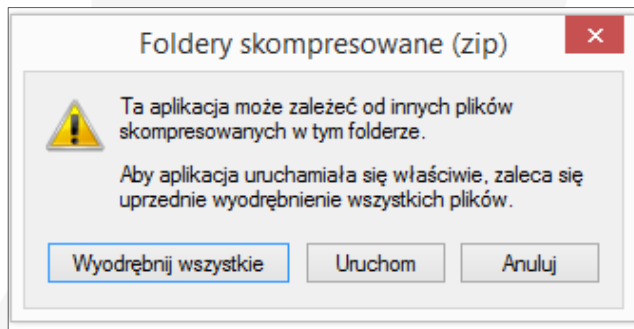 Foldery skompresowane (zip)
Ta aplikacja może zależeć od innych plików
skompresowanych w tym folderze.
Aby aplikacja uruchamiała się właściwie, zaleca się
uprzednie wyodrębnienie wszystkich plików.
Wyodrębnij wszystkie Uruchom Anuluj